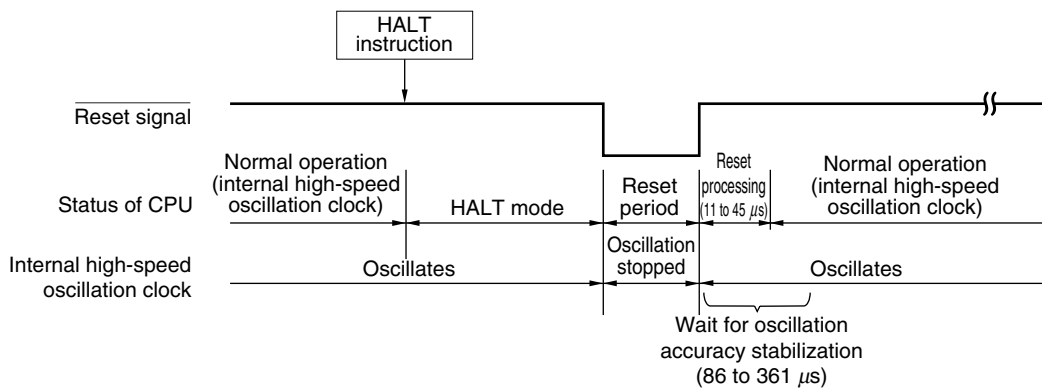 HALT
instruction
Reset signal
Normal operation
(internal high-speed
oscillation clock)
Status of CPU
HALT mode
Reset
period
Reset
processing
(11 to 45 μs)
Normal operation
(internal high-speed
oscillation clock)
Internal high-speed
oscillation clock
Oscillates
Oscillation
stopped
Oscillates
Wait for oscillation
accuracy stabilization
(86 to 361 μs)